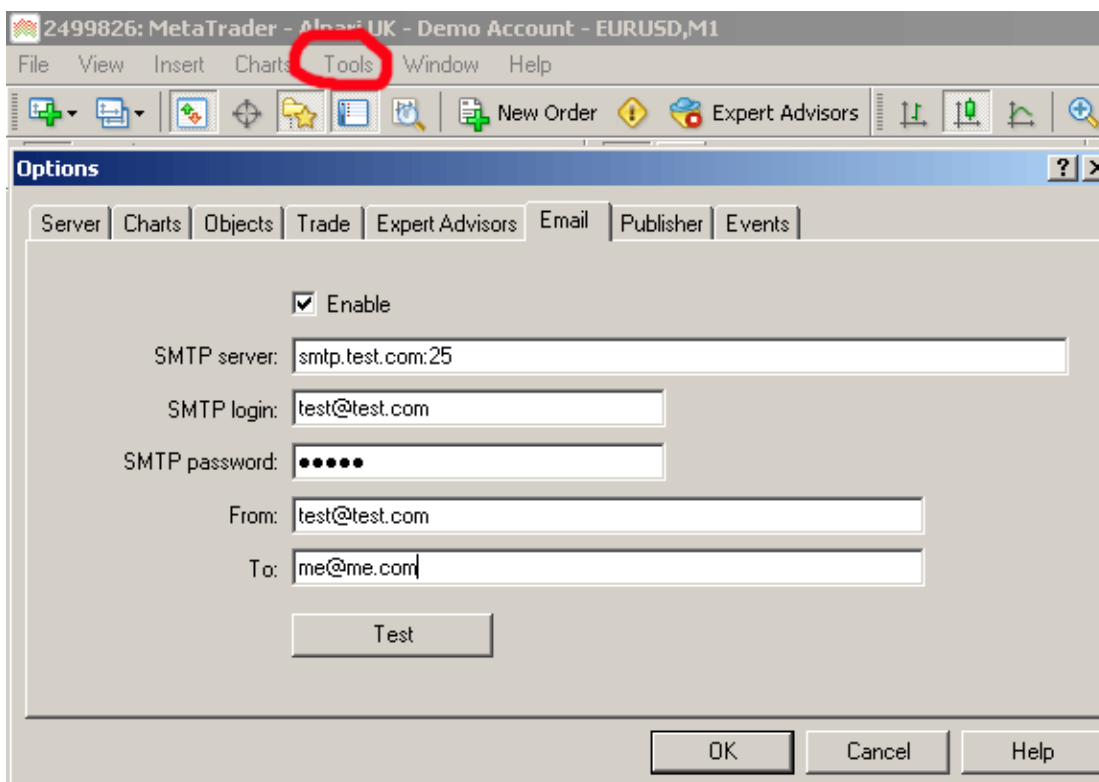 2499826: MetaTrader - Alpari UK - Demo Account - EURUSD,M1
File View Insert Charts Tools Window Help
New Order Expert Advisors
Options
Server Charts Objects Trade Expert Advisors Email Publisher Events
Enable
SMTP server: smtp.test.com:25
SMTP login: test@test.com
SMTP password: •••••
From: test@test.com
To: me@me.com
Test
OK Cancel Help